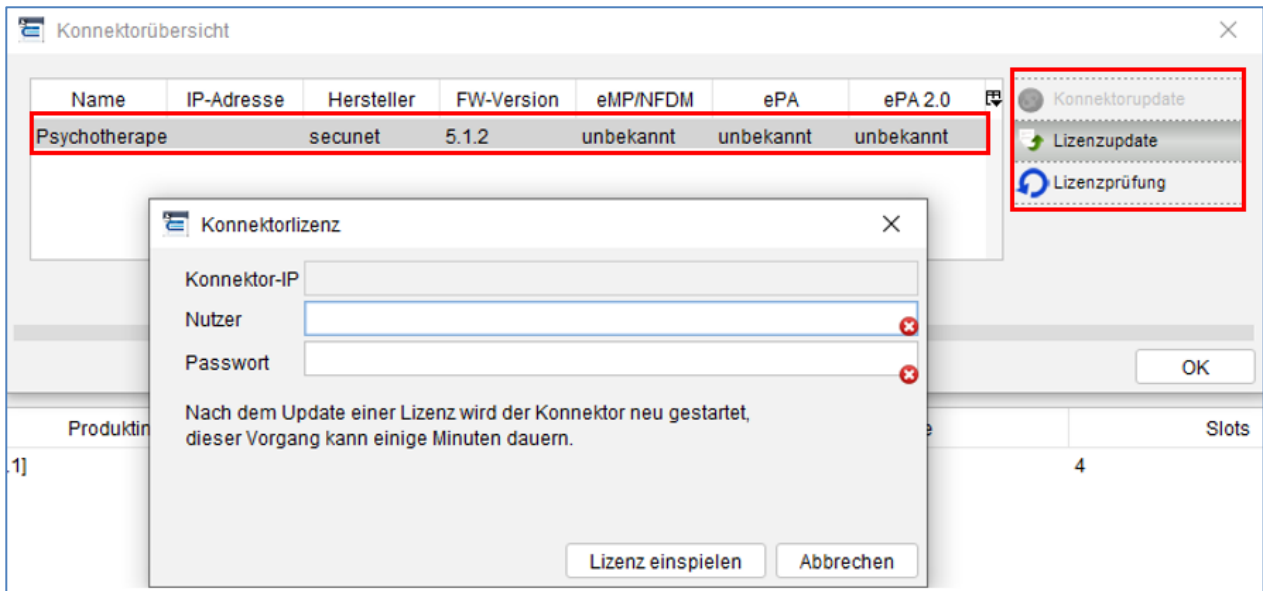 Konnektorübersicht
Name IP-Adresse Hersteller FW-Version eMP/NFDM ePA ePA 2.0
Psychotherape secunet 5.1.2 unbekannt unbekannt unbekannt
Konnektorupdate
Lizenzupdate
Lizenzprüfung
Konnektorlizenz
Konnektor-IP
Nutzer
Passwort
Nach dem Update einer Lizenz wird der Konnektor neu gestartet,
dieser Vorgang kann einige Minuten dauern.
Lizenz einspielen Abbrechen
OK
Produktin e Slots
.1] 4